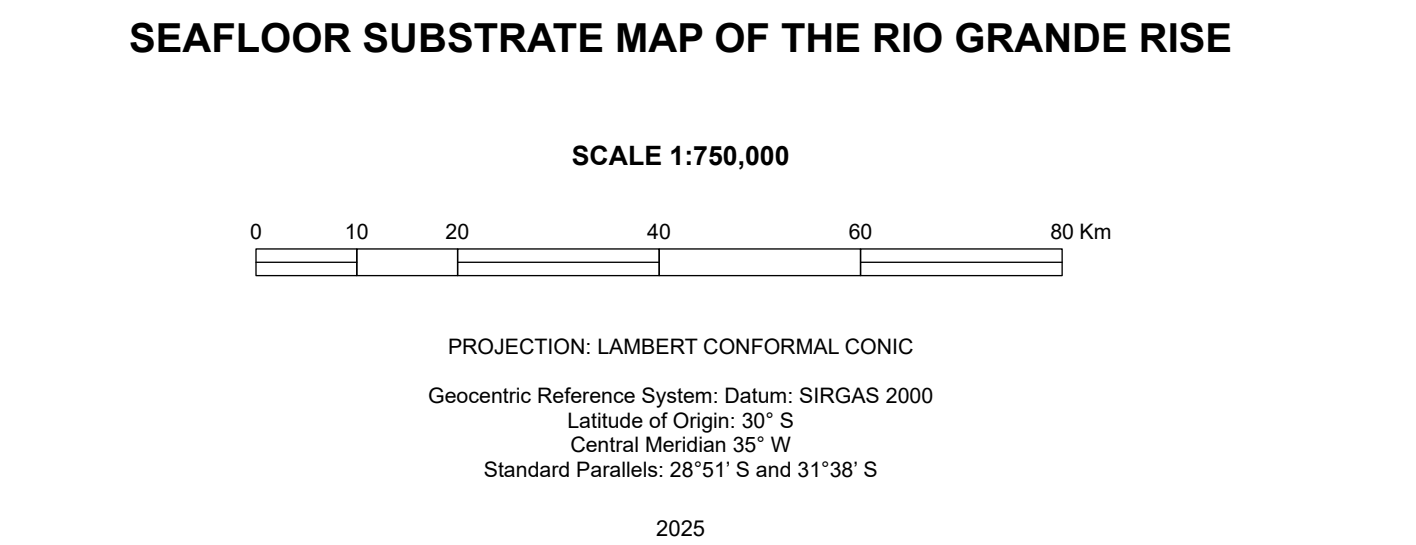 SEAFLOOR SUBSTRATE MAP OF THE RIO GRANDE RISE
SCALE 1:750,000
0 10 20 40 60 80 Km
PROJECTION: LAMBERT CONFORMAL CONIC
Geocentric Reference System: Datum: SIRGAS 2000
Latitude of Origin: 30° S
Central Meridian 35° W
Standard Parallels: 28°51’ S and 31°38’ S
2025